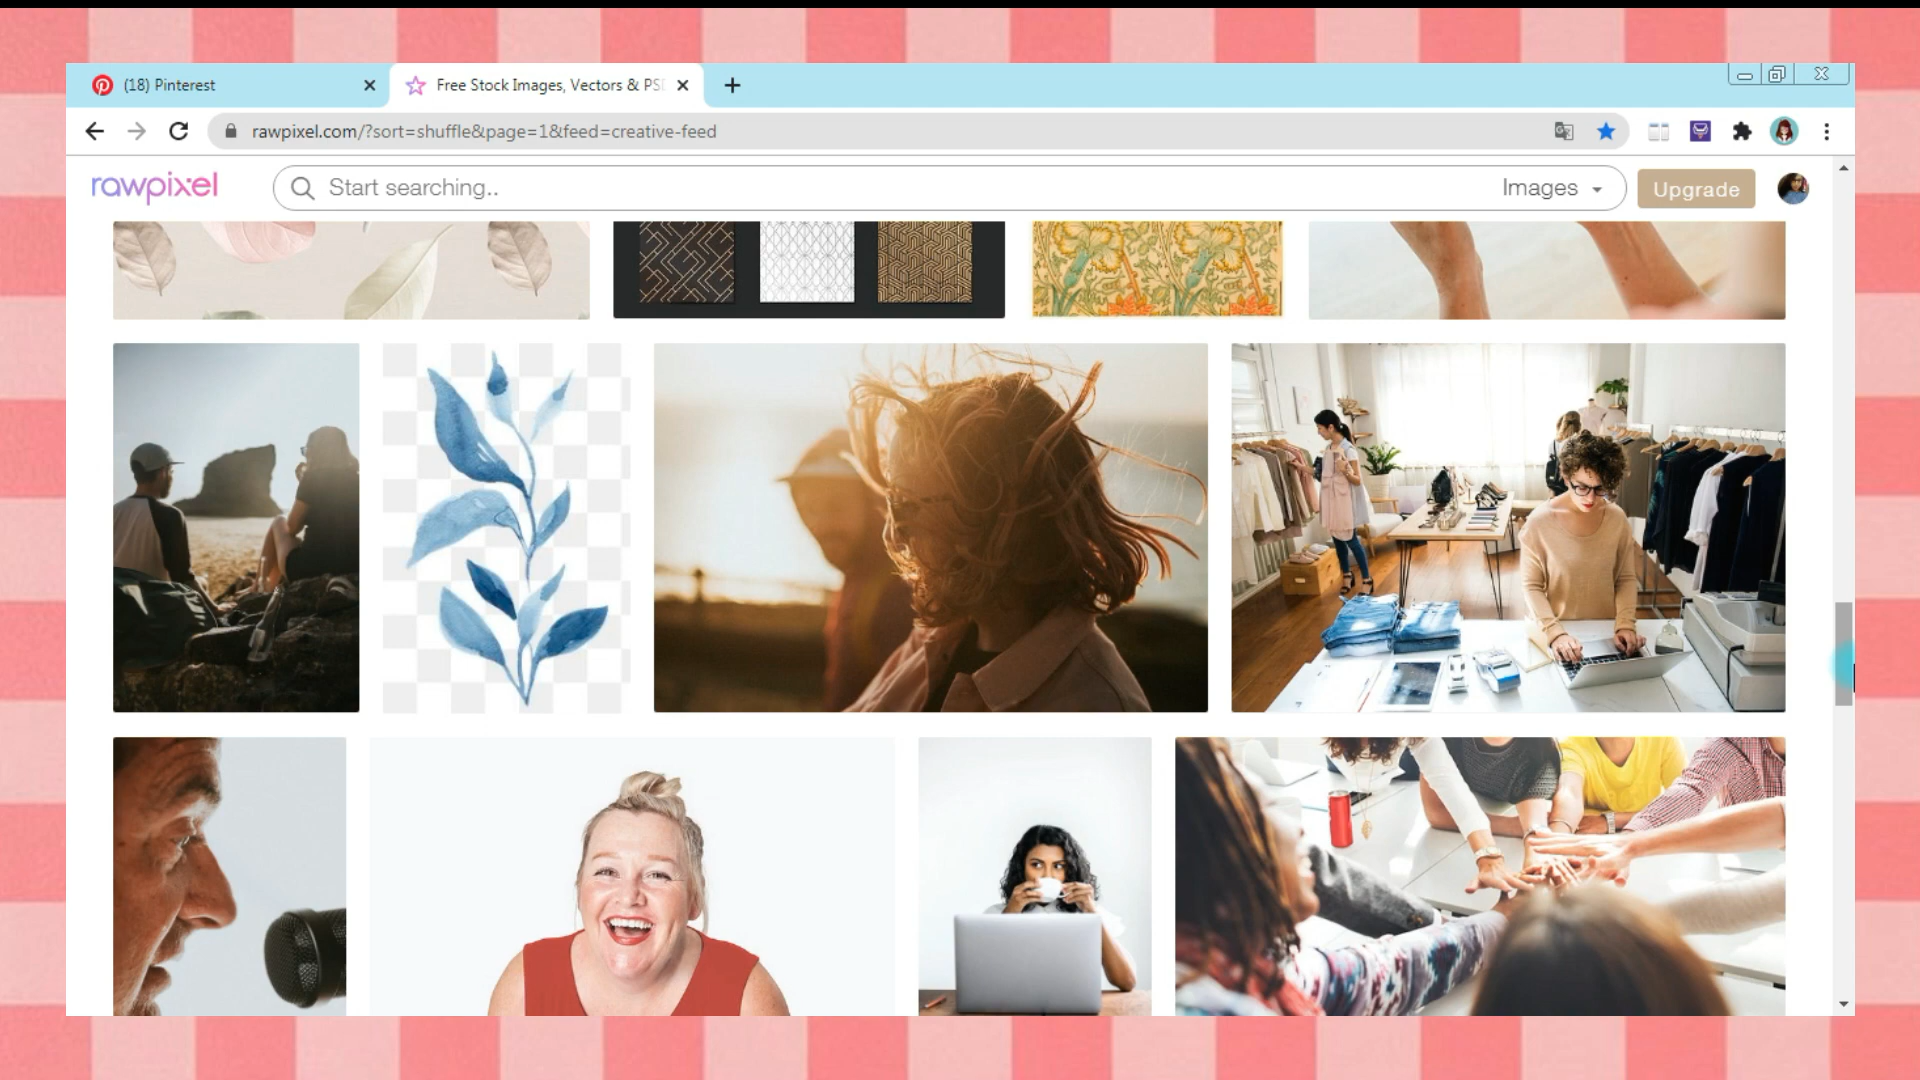 (18) Pinterest
Free Stock Images, Vectors & PS
rawpixel.com/?sort=shuffle&page=1&feed=creative-feed
rawpixel
Start searching..
Images
Upgrade